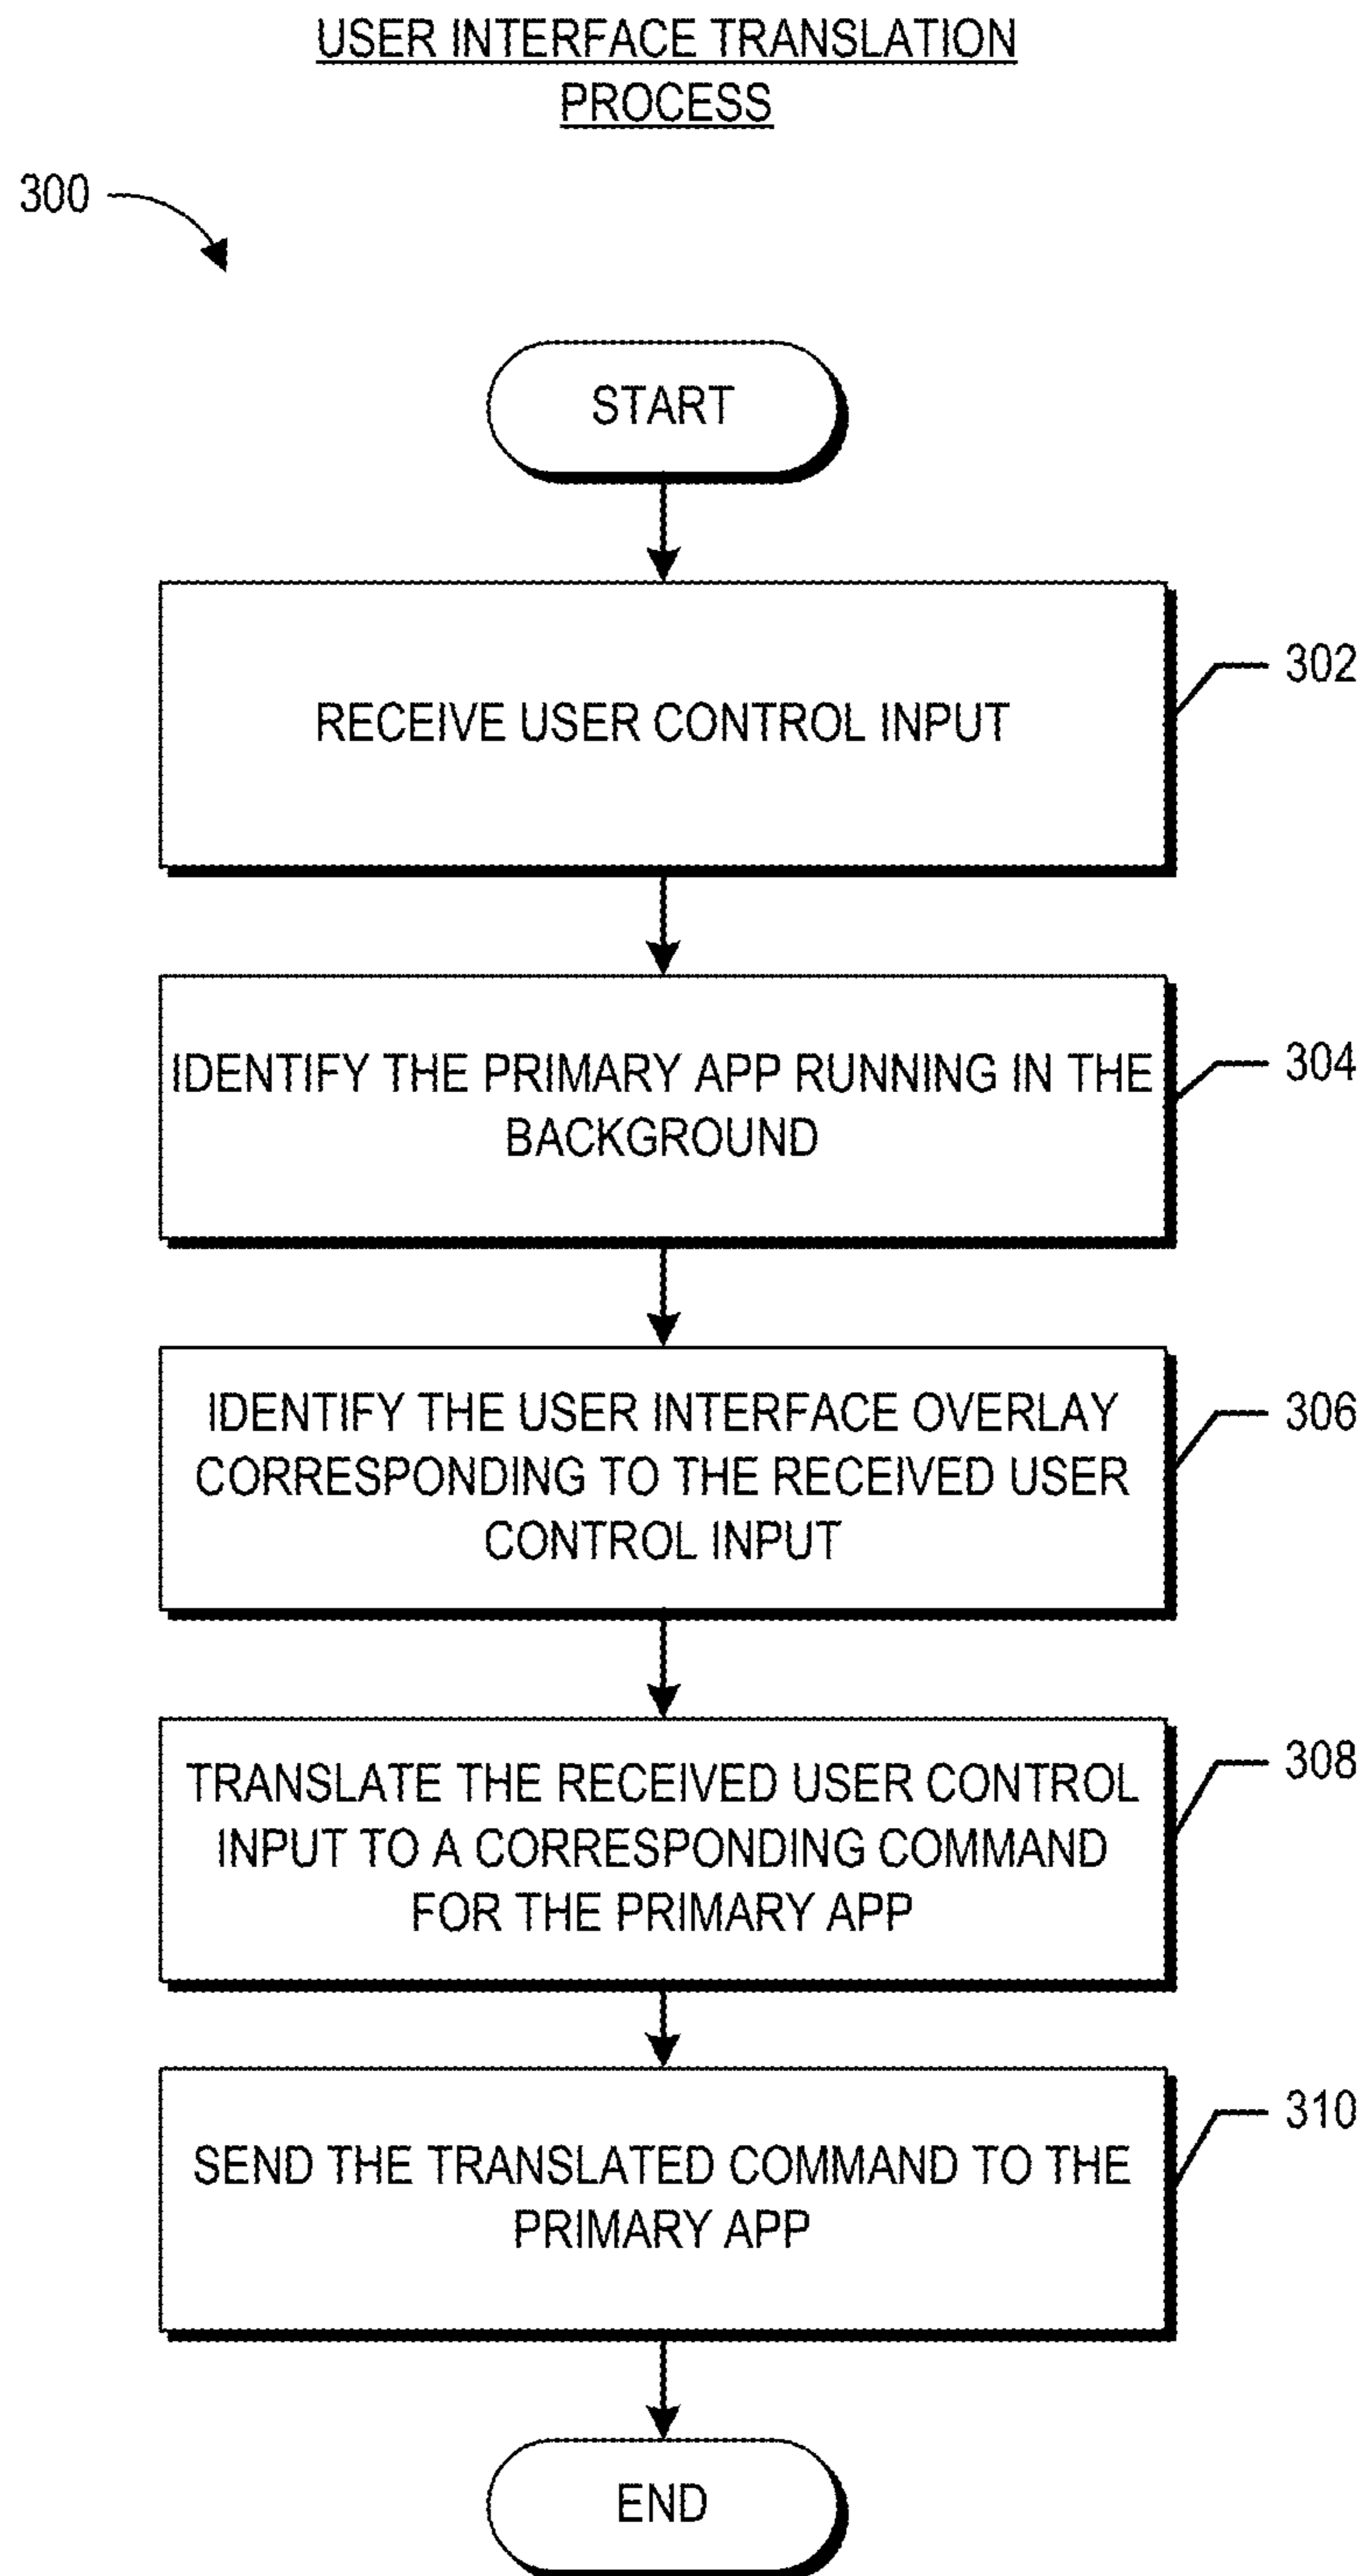 USER INTERFACE TRANSLATION
PROCESS
300
START
RECEIVE USER CONTROL INPUT
302
IDENTIFY THE PRIMARY APP RUNNING IN THE
BACKGROUND
304
IDENTIFY THE USER INTERFACE OVERLAY
CORRESPONDING TO THE RECEIVED USER
CONTROL INPUT
306
TRANSLATE THE RECEIVED USER CONTROL
INPUT TO A CORRESPONDING COMMAND
FOR THE PRIMARY APP
308
SEND THE TRANSLATED COMMAND TO THE
PRIMARY APP
310
END